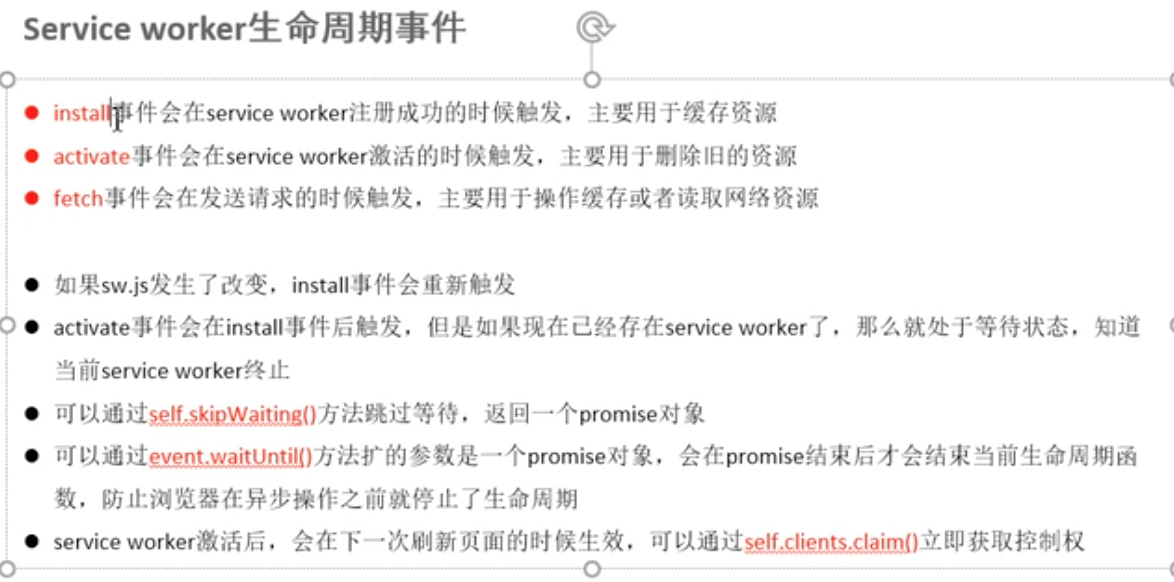 Service worker生命周期事件
install事件会在service worker注册成功的时候触发，主要用于缓存资源
activate事件会在service worker激活的时候触发，主要用于删除旧的资源
fetch事件会在发送请求的时候触发，主要用于操作缓存或者读取网络资源
如果sw.js发生了改变，install事件会重新触发
activate事件会在install事件后触发，但是如果现在已经存在service worker了，那么就处于等待状态，知道
当前service worker终止
可以通过self.skipWaiting()方法跳过等待，返回一个promise对象
可以通过event.waitUntil()方法扩的参数是一个promise对象，会在promise结束后才会结束当前生命周期函
数，防止浏览器在异步操作之前就停止了生命周期
service worker激活后，会在下一次刷新页面的时候生效，可以通过self.clients.claim()立即获取控制权